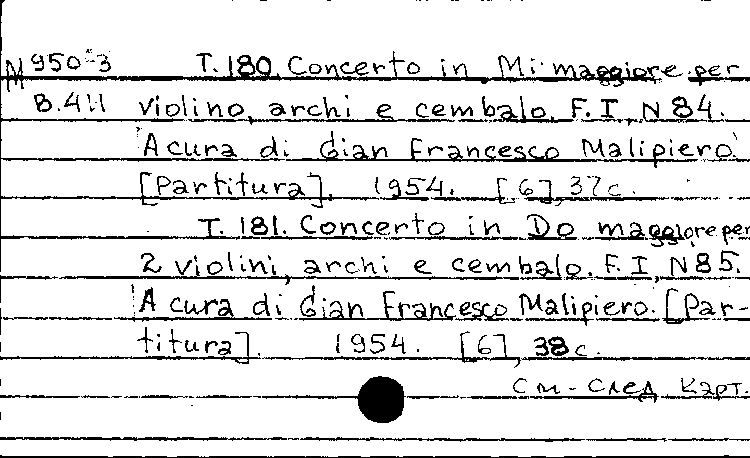 М 950-3 T. 180. Concerto in Mi maggiore per
В.411 violino, archi e cembalo. F. I, N 84.
A cura di Gian Francesco Malipiero.
[Partitura]. 1954. [6], 37 c.
T. 181. Concerto in Do maggiore per
2 violini, archi e cembalo. F. I, N 85.
A cura di Gian Francesco Malipiero. [Par-
titura]. 1954. [6], 38 c.
См. след. карт.